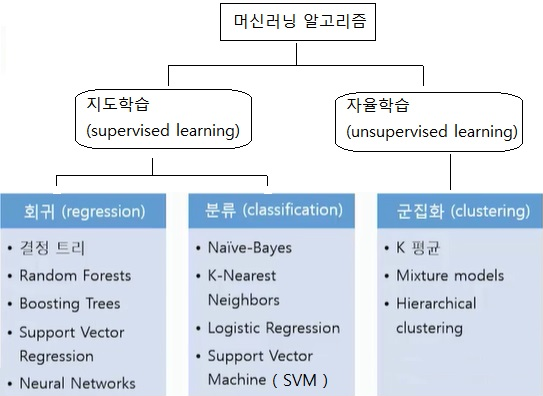 머신러닝 알고리즘
지도학습
(supervised learning)
자율학습
(unsupervised learning)
회귀 (regression)
• 결정 트리
• Random Forests
• Boosting Trees
• Support Vector
Regression
• Neural Networks
분류 (classification)
• Naïve-Bayes
• K-Nearest
Neighbors
• Logistic Regression
• Support Vector
Machine ( SVM )
군집화 (clustering)
• K 평균
• Mixture models
• Hierarchical
clustering